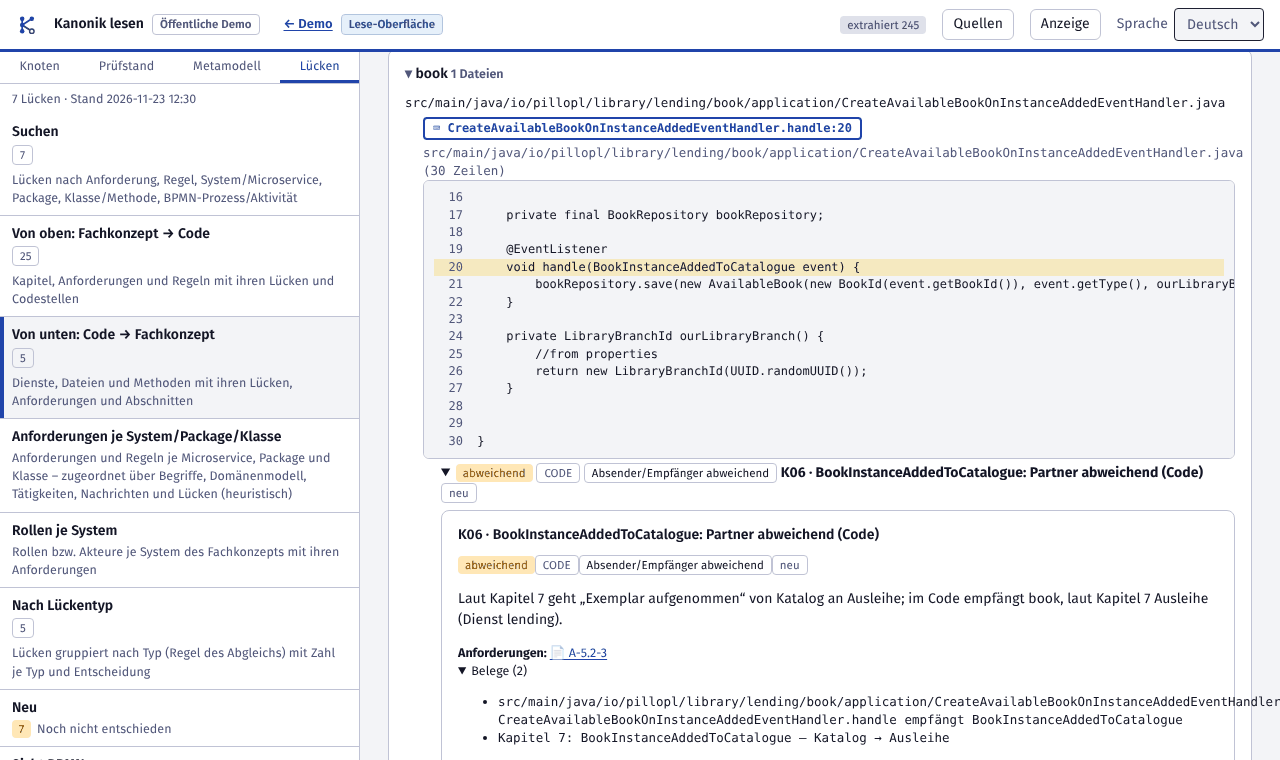 Kanonik lesen Öffentliche Demo ← Demo Lese-Oberfläche extrahiert 245 Quellen Anzeige Sprache Deutsch
Knoten Prüfstand Metamodell Lücken
7 Lücken · Stand 2026-11-23 12:30
Suchen
7
Lücken nach Anforderung, Regel, System/Microservice,
Package, Klasse/Methode, BPMN-Prozess/Aktivität
Von oben: Fachkonzept → Code
25
Kapitel, Anforderungen und Regeln mit ihren Lücken und
Codestellen
Von unten: Code → Fachkonzept
5
Dienste, Dateien und Methoden mit ihren Lücken,
Anforderungen und Abschnitten
Anforderungen je System/Package/Klasse
Anforderungen und Regeln je Microservice, Package und
Klasse – zugeordnet über Begriffe, Domänenmodell,
Tätigkeiten, Nachrichten und Lücken (heuristisch)
Rollen je System
Rollen bzw. Akteure je System des Fachkonzepts mit ihren
Anforderungen
Nach Lückentyp
5
Lücken gruppiert nach Typ (Regel des Abgleichs) mit Zahl
je Typ und Entscheidung
Neu
7 Noch nicht entschieden
▼ book 1 Dateien
src/main/java/io/pillopl/library/lending/book/application/CreateAvailableBookOnInstanceAddedEventHandler.java
CreateAvailableBookOnInstanceAddedEventHandler.handle:20
src/main/java/io/pillopl/library/lending/book/application/CreateAvailableBookOnInstanceAddedEventHandler.java
(30 Zeilen)
16
17 private final BookRepository bookRepository;
18
19 @EventListener
20 void handle(BookInstanceAddedToCatalogue event) {
21 bookRepository.save(new AvailableBook(new BookId(event.getBookId()), event.getType(), ourLibraryB
22 }
23
24 private LibraryBranchId ourLibraryBranch() {
25 //from properties
26 return new LibraryBranchId(UUID.randomUUID());
27 }
28
29
30 }
▼ abweichend CODE Absender/Empfänger abweichend K06 · BookInstanceAddedToCatalogue: Partner abweichend (Code)
neu
K06 · BookInstanceAddedToCatalogue: Partner abweichend (Code)
abweichend CODE Absender/Empfänger abweichend neu
Laut Kapitel 7 geht „Exemplar aufgenommen“ von Katalog an Ausleihe; im Code empfängt book, laut Kapitel 7 Ausleihe
(Dienst lending).
Anforderungen: 📄 A-5.2-3
▼ Belege (2)
• src/main/java/io/pillopl/library/lending/book/application/CreateAvailableBookOnInstanceAddedEventHandler
CreateAvailableBookOnInstanceAddedEventHandler.handle empfängt BookInstanceAddedToCatalogue
• Kapitel 7: BookInstanceAddedToCatalogue — Katalog → Ausleihe